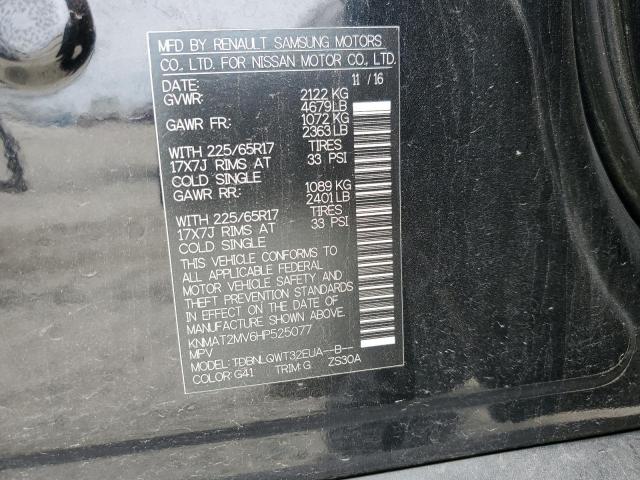 MFD BY RENAULT SAMSUNG MOTORS
CO., LTD. FOR NISSAN MOTOR CO., LTD.
DATE: 11 / 16
GVWR: 2122 KG
4679 LB
GAWR FR: 1072 KG
2363 LB
WITH 225/65R17 TIRES
17X7J RIMS AT 33 PSI
COLD SINGLE
GAWR RR: 1089 KG
2401 LB
WITH 225/65R17 TIRES
17X7J RIMS AT 33 PSI
COLD SINGLE
THIS VEHICLE CONFORMS TO
ALL APPLICABLE FEDERAL
MOTOR VEHICLE SAFETY AND
THEFT PREVENTION STANDARDS
IN EFFECT ON THE DATE OF
MANUFACTURE SHOWN ABOVE.
KNMAT2MV6HP525077
MPV
MODEL: TDBNLQWT32EUA--B--
COLOR: G41 TRIM: G ZS30A